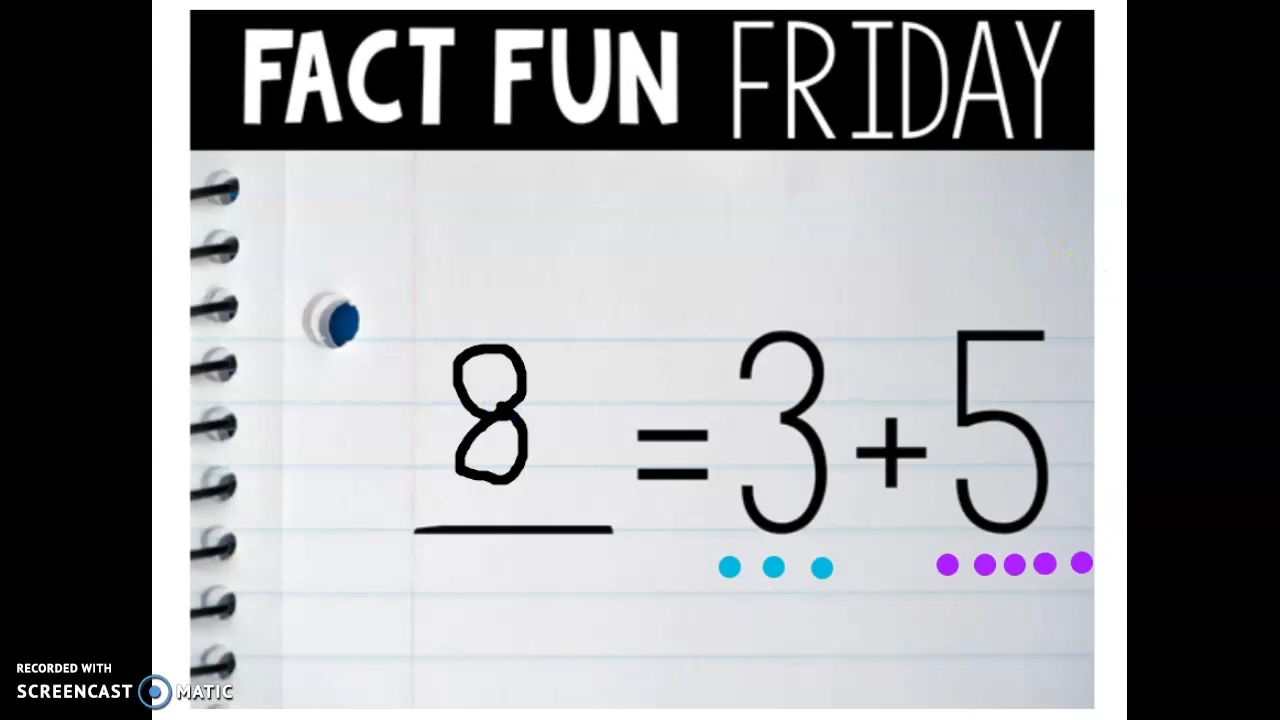 FACT FUN FRIDAY
8 = 3 + 5
RECORDED WITH
SCREENCAST MATIC